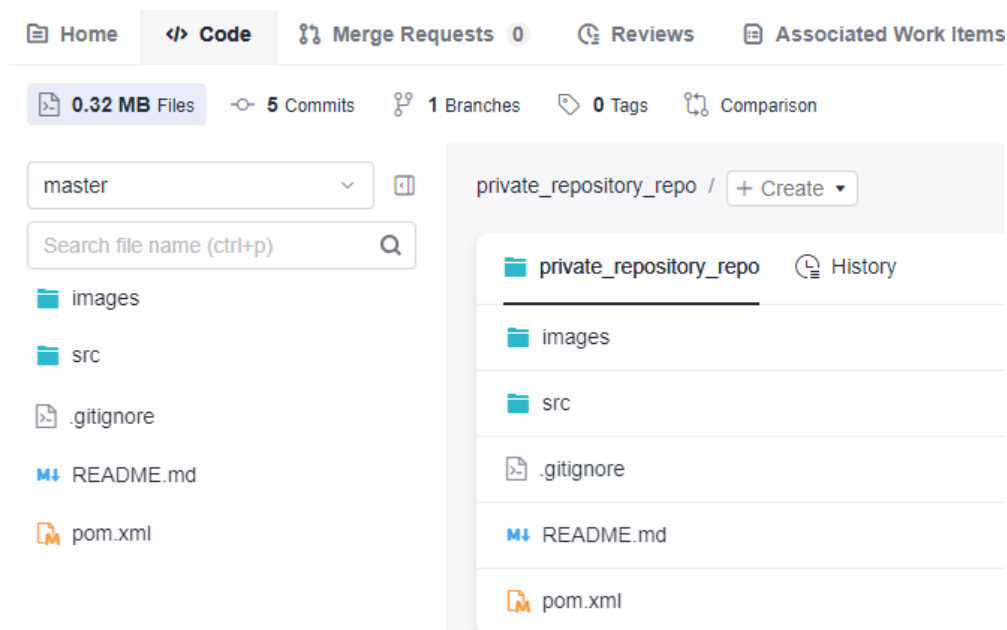 Home </> Code Merge Requests 0 Reviews Associated Work Items
0.32 MB Files 5 Commits 1 Branches 0 Tags Comparison
master
Search file name (ctrl+p)
images
src
.gitignore
M↓ README.md
pom.xml
private_repository_repo / + Create
private_repository_repo History
images
src
.gitignore
M↓ README.md
pom.xml